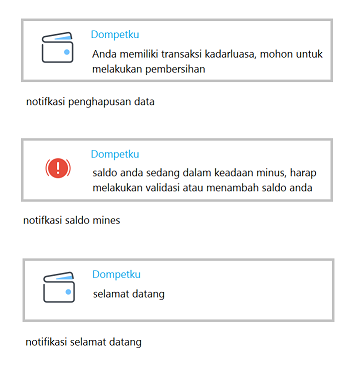 Dompetku
Anda memiliki transaksi kadarluasa, mohon untuk
melakukan pembersihan
notifkasi penghapusan data
Dompetku
saldo anda sedang dalam keadaan minus, harap
melakukan validasi atau menambah saldo anda
notifkasi saldo mines
Dompetku
selamat datang
notifikasi selamat datang